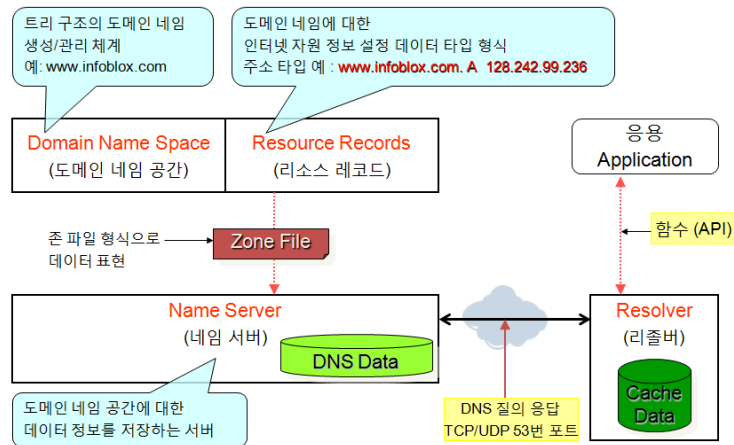 트리 구조의 도메인 네임
생성/관리 체계
예: www.infoblox.com
도메인 네임에 대한
인터넷 자원 정보 설정 데이터 타입 형식
주소 타입 예 : www.infoblox.com. A 128.242.99.236
Domain Name Space
(도메인 네임 공간)
Resource Records
(리소스 레코드)
응용
Application
존 파일 형식으로
데이터 표현
Zone File
함수 (API)
Name Server
(네임 서버)
DNS Data
Resolver
(리졸버)
Cache
Data
도메인 네임 공간에 대한
데이터 정보를 저장하는 서버
DNS 질의 응답
TCP/UDP 53번 포트